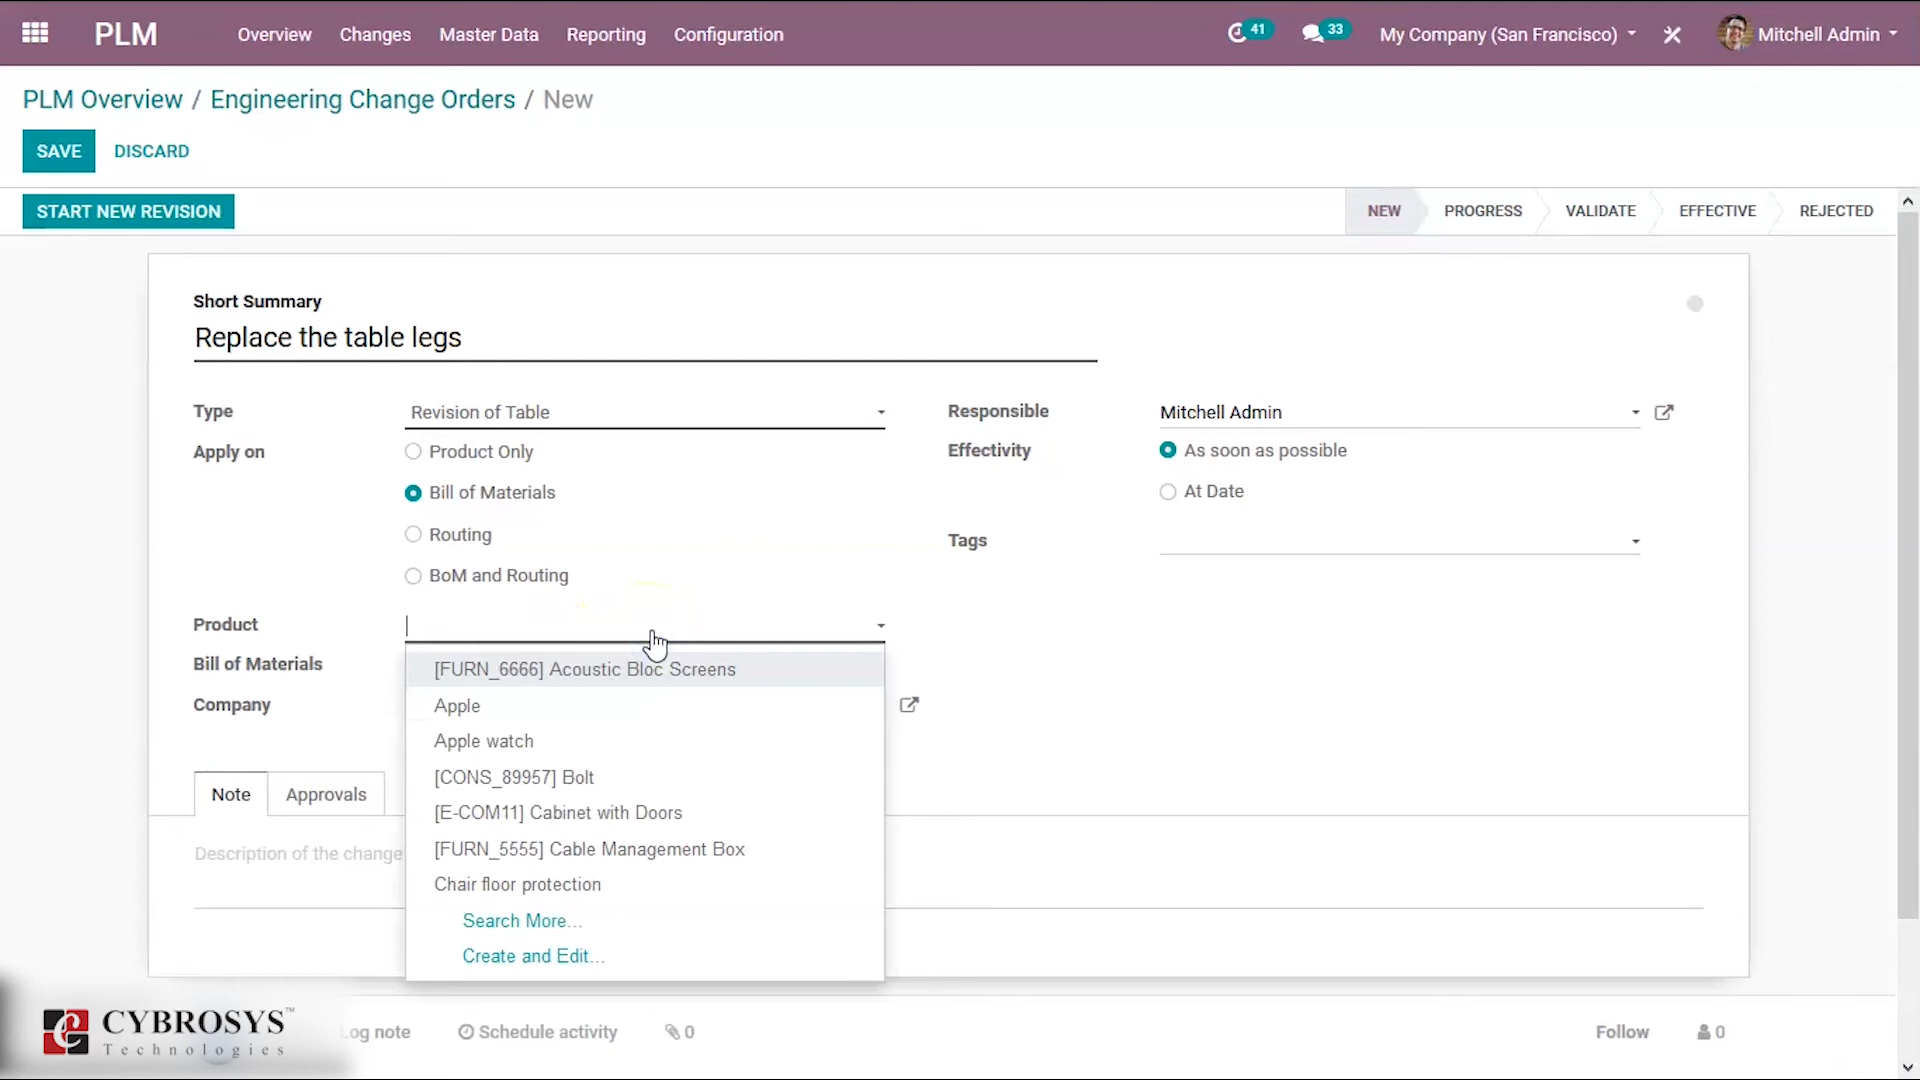 PLM Overview Changes Master Data Reporting Configuration 41 33 My Company (San Francisco) Mitchell Admin
PLM Overview / Engineering Change Orders / New
SAVE DISCARD
START NEW REVISION NEW PROGRESS VALIDATE EFFECTIVE REJECTED
Short Summary
Replace the table legs
Type Revision of Table Responsible Mitchell Admin
Apply on Product Only Effectivity As soon as possible
Bill of Materials At Date
Routing Tags
BoM and Routing
Product
Bill of Materials [FURN_6666] Acoustic Bloc Screens
Company Apple
Apple watch
[CONS_89957] Bolt
Note Approvals [E-COM11] Cabinet with Doors
Description of the change [FURN_5555] Cable Management Box
Chair floor protection
Search More...
Create and Edit...
CYBROSYS™
Technologies
Log note Schedule activity 0 Follow 0